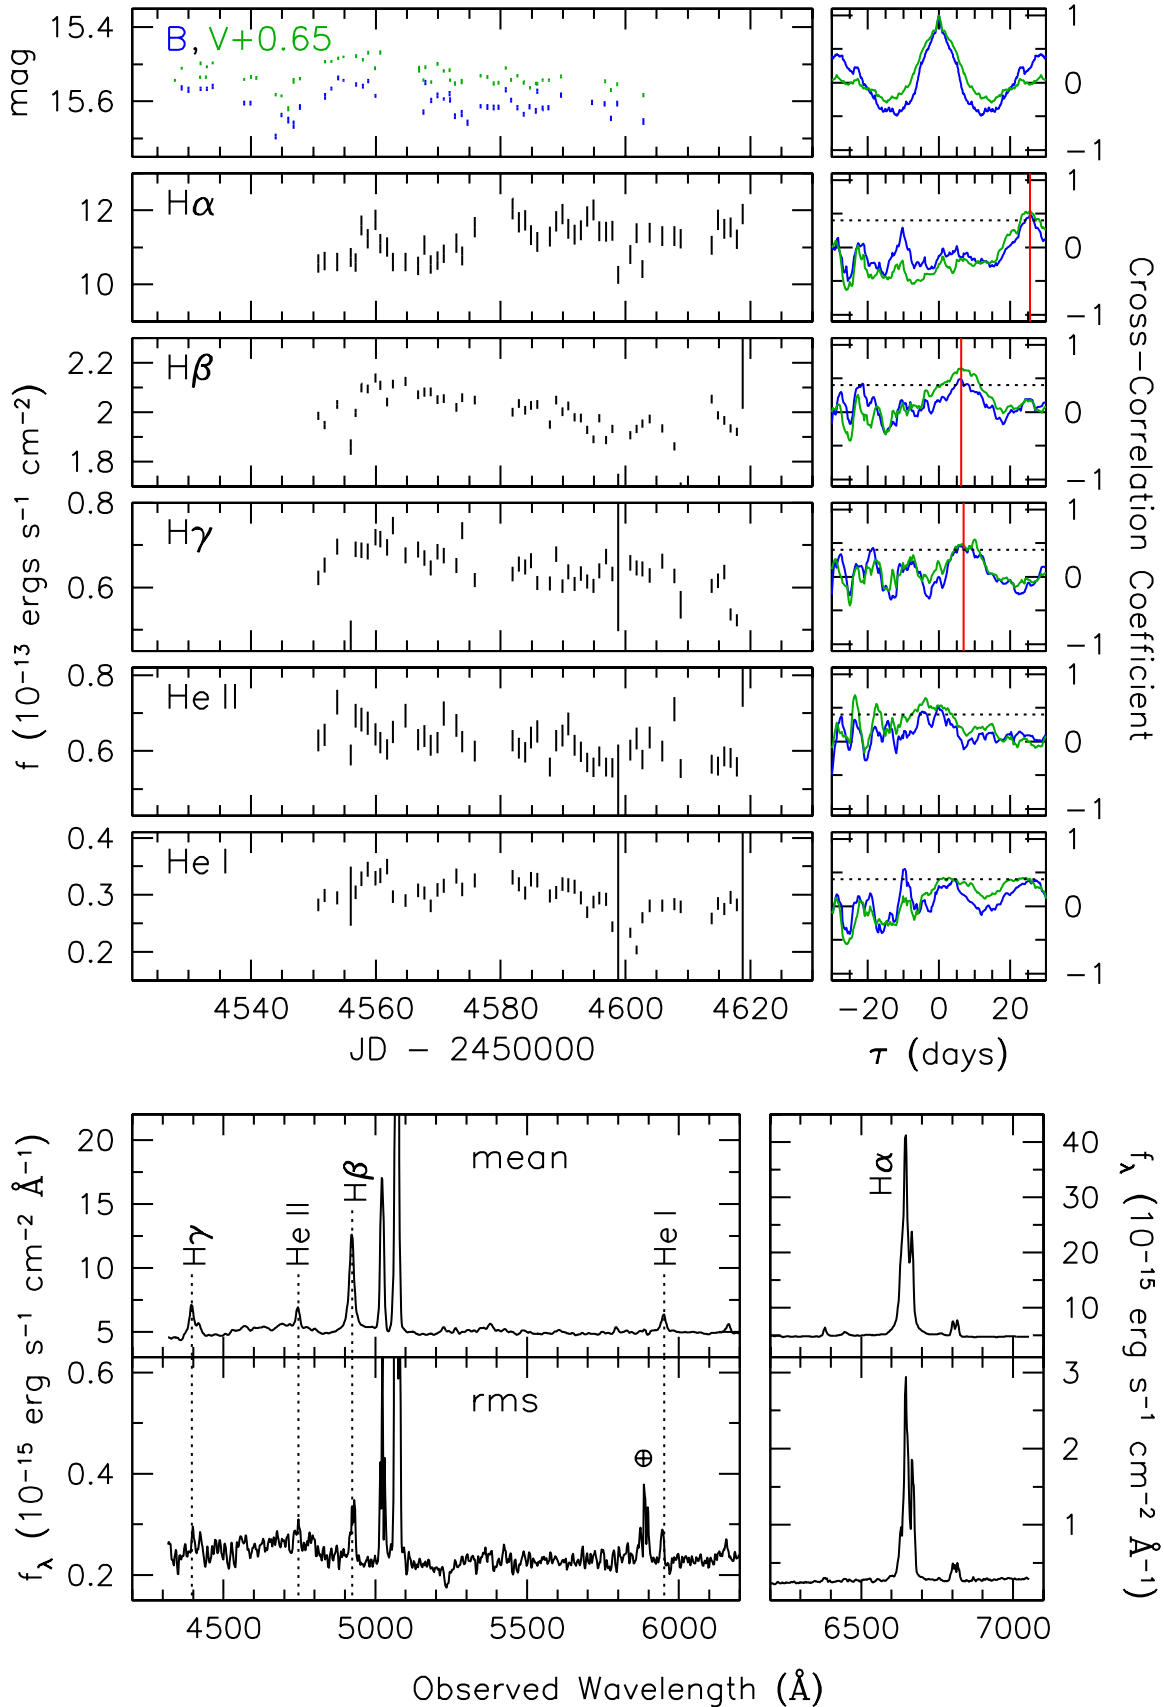 B, V+0.65
mag
15.4
15.6
1
0
−1
Hα
12
10
1
0
−1
Hβ
2.2
2
1.8
1
0
−1
Hγ
0.8
0.6
1
0
−1
He II
0.8
0.6
1
0
−1
He I
0.4
0.3
0.2
1
0
−1
f (10⁻¹³ ergs s⁻¹ cm⁻²)
Cross−Correlation Coefficient
4540 4560 4580 4600 4620
−20 0 20
JD − 2450000
τ (days)
mean
20
15
10
5
Hγ
He II
Hβ
He I
Hα
40
30
20
10
rms
0.6
0.4
0.2
⊕
3
2
1
f_λ (10⁻¹⁵ erg s⁻¹ cm⁻² Å⁻¹)
f_λ (10⁻¹⁵ erg s⁻¹ cm⁻² Å⁻¹)
4500 5000 5500 6000
6500 7000
Observed Wavelength (Å)